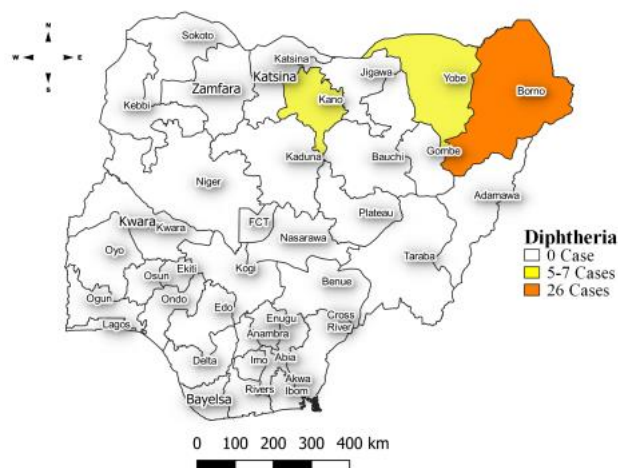 N
W E
S
Sokoto
Katsina
Katsina
Zamfara
Jigawa
Yobe
Borno
Kebbi
Kano
Kaduna
Bauchi
Gombe
Niger
Adamawa
Plateau
FCT
Kwara
Kwara
Nasarawa
Taraba
Oyo
Ekiti
Osun
Kogi
Benue
Ogun
Ondo
Edo
Lagos
Enugu
Cross
River
Anambra
Delta
Imo
Abia
Akwa
Ibom
Rivers
Bayelsa
Diphtheria
0 Case
5-7 Cases
26 Cases
0 100 200 300 400 km